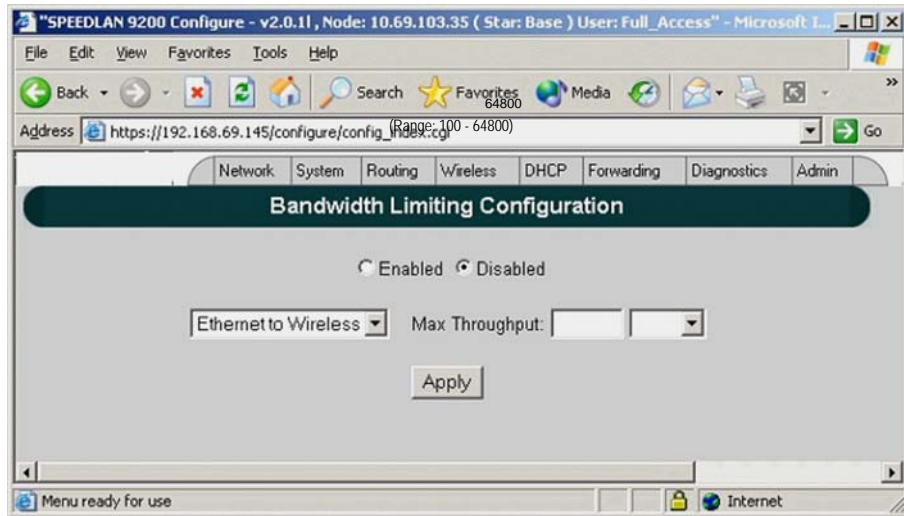 "SPEEDLAN 9200 Configure - v2.0.1l , Node: 10.69.103.35 ( Star: Base ) User: Full_Access" - Microsoft I...
File Edit View Favorites Tools Help
Back Search Favorites Media
64800
(Range: 100 - 64800)
Address https://192.168.69.145/configure/config_index.cgi Go
Network System Routing Wireless DHCP Forwarding Diagnostics Admin
Bandwidth Limiting Configuration
Enabled Disabled
Ethernet to Wireless Max Throughput:
Apply
Menu ready for use Internet